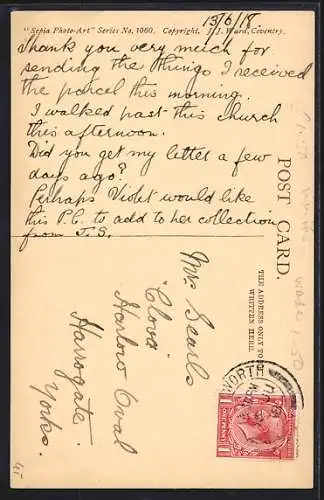 13/6/18
"Sepia Photo-Art" Series No. 1060. Copyright. J. J. Ward, Coventry.
Thank you very much for
sending the things I received
the parcel this morning.
I walked past this church
this afternoon.
Did you get my letter a few
days ago?
Perhaps Violet would like
this P.C. to add to her collection
from J.S.
POST CARD.
THE ADDRESS ONLY TO BE
WRITTEN HERE.
Mrs Searls
"Clova"
Harlow Oval
Harrogate.
Yorks.
WORTH